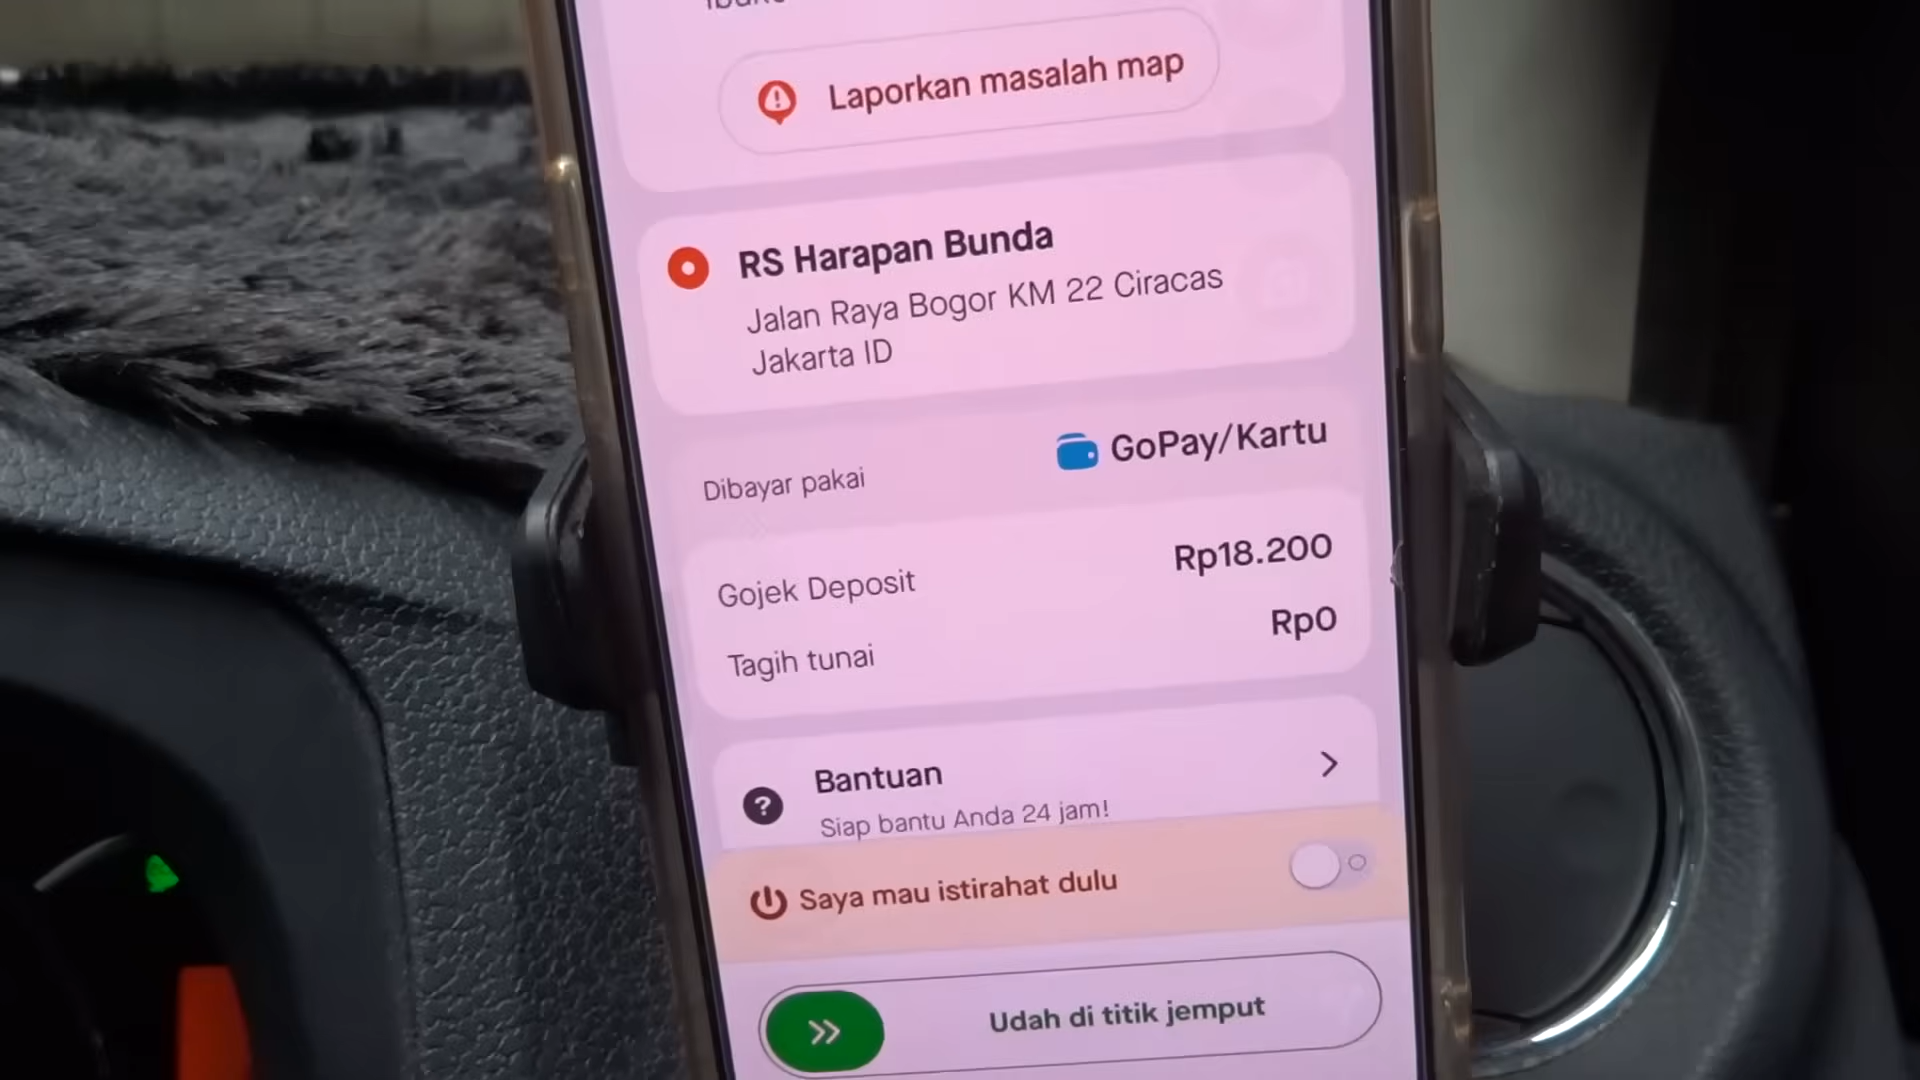 Laporkan masalah map
RS Harapan Bunda
Jalan Raya Bogor KM 22 Ciracas
Jakarta ID
Dibayar pakai
GoPay/Kartu
Gojek Deposit
Rp18.200
Tagih tunai
Rp0
Bantuan
Siap bantu Anda 24 jam!
Saya mau istirahat dulu
Udah di titik jemput